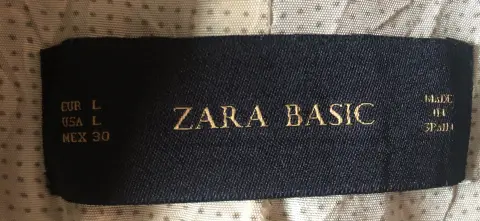 EUR L
USA L
MEX 30
ZARA BASIC
MADE
IN
SPAIN